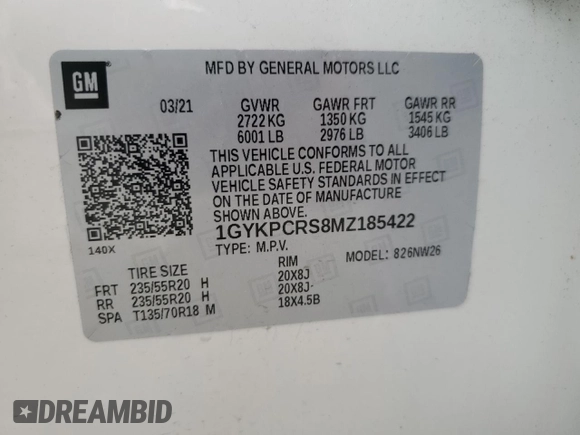 GM
MFD BY GENERAL MOTORS LLC
03/21 GVWR GAWR FRT GAWR RR
2722 KG 1350 KG 1545 KG
6001 LB 2976 LB 3406 LB
THIS VEHICLE CONFORMS TO ALL
APPLICABLE U.S. FEDERAL MOTOR
VEHICLE SAFETY STANDARDS IN EFFECT
ON THE DATE OF MANUFACTURE
SHOWN ABOVE.
1GYKPCRS8MZ185422
140X
TYPE: M.P.V. MODEL: 826NW26
TIRE SIZE RIM
FRT 235/55R20 H 20X8J
RR 235/55R20 H 20X8J
SPA T135/70R18 M 18X4.5B
DREAMBID